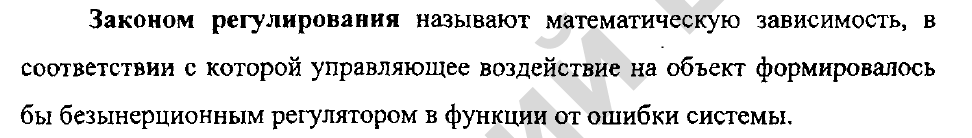 Законом регулирования называют математическую зависимость, в
соответствии с которой управляющее воздействие на объект формировалось
бы безынерционным регулятором в функции от ошибки системы.